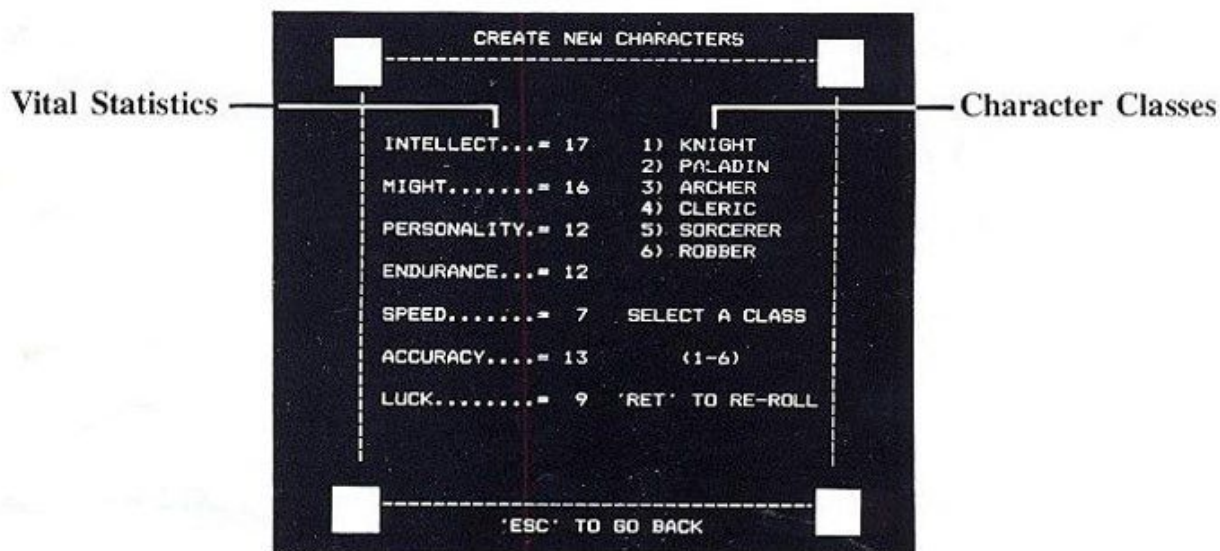 CREATE NEW CHARACTERS
Vital Statistics
Character Classes
INTELLECT...= 17
1) KNIGHT
2) PALADIN
MIGHT.......= 16
3) ARCHER
4) CLERIC
PERSONALITY.= 12
5) SORCERER
6) ROBBER
ENDURANCE...= 12
SPEED.......= 7
SELECT A CLASS
ACCURACY....= 13
(1-6)
LUCK........= 9
'RET' TO RE-ROLL
'ESC' TO GO BACK